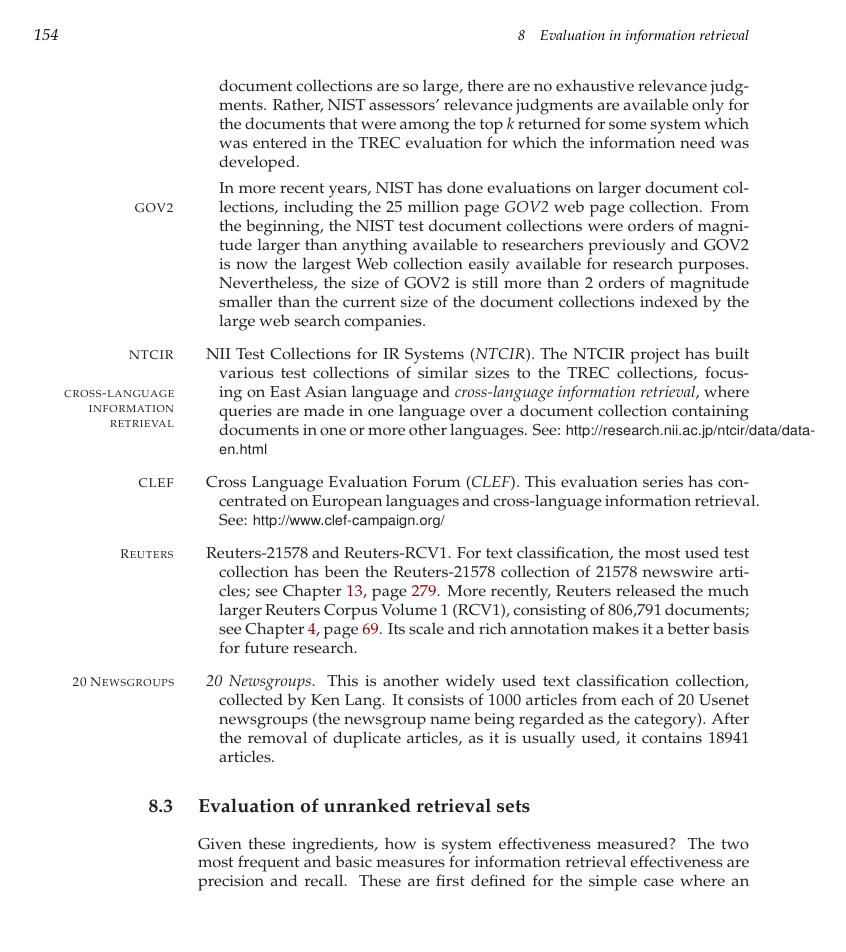 154
8 Evaluation in information retrieval
document collections are so large, there are no exhaustive relevance judg-
ments. Rather, NIST assessors' relevance judgments are available only for
the documents that were among the top k returned for some system which
was entered in the TREC evaluation for which the information need was
developed.
In more recent years, NIST has done evaluations on larger document col-
GOV2
lections, including the 25 million page GOV2 web page collection. From
the beginning, the NIST test document collections were orders of magni-
tude larger than anything available to researchers previously and GOV2
is now the largest Web collection easily available for research purposes.
Nevertheless, the size of GOV2 is still more than 2 orders of magnitude
smaller than the current size of the document collections indexed by the
large web search companies.
NTCIR
NII Test Collections for IR Systems (NTCIR). The NTCIR project has built
various test collections of similar sizes to the TREC collections, focus-
CROSS-LANGUAGE
INFORMATION
RETRIEVAL
ing on East Asian language and cross-language information retrieval, where
queries are made in one language over a document collection containing
documents in one or more other languages. See: http://research.nii.ac.jp/ntcir/data/data-
en.html
CLEF
Cross Language Evaluation Forum (CLEF). This evaluation series has con-
centrated on European languages and cross-language information retrieval.
See: http://www.clef-campaign.org/
REUTERS
Reuters-21578 and Reuters-RCV1. For text classification, the most used test
collection has been the Reuters-21578 collection of 21578 newswire arti-
cles; see Chapter 13, page 279. More recently, Reuters released the much
larger Reuters Corpus Volume 1 (RCV1), consisting of 806,791 documents;
see Chapter 4, page 69. Its scale and rich annotation makes it a better basis
for future research.
20 NEWSGROUPS
20 Newsgroups. This is another widely used text classification collection,
collected by Ken Lang. It consists of 1000 articles from each of 20 Usenet
newsgroups (the newsgroup name being regarded as the category). After
the removal of duplicate articles, as it is usually used, it contains 18941
articles.
8.3 Evaluation of unranked retrieval sets
Given these ingredients, how is system effectiveness measured? The two
most frequent and basic measures for information retrieval effectiveness are
precision and recall. These are first defined for the simple case where an